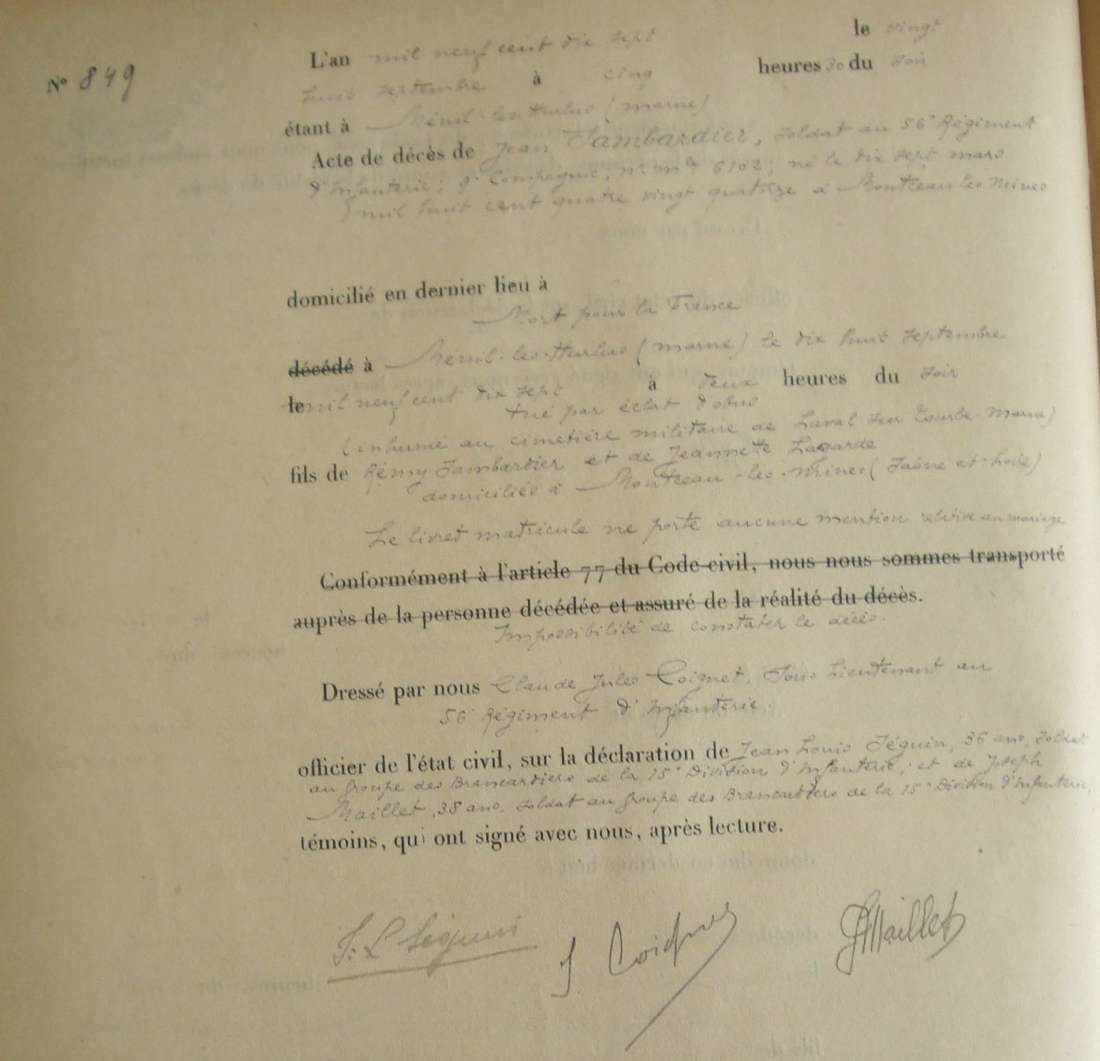 L'an mil neuf cent dix sept le vingt
N° 849
huit septembre à cinq heures 30 du soir
étant à Mesnil-les-Hurlus (Marne)
Acte de décès de Jean Jambardier, soldat au 56e Régiment
d'Infanterie; 9e Compagnie; no mle 6102; né le dix sept mars
mil huit cent quatre vingt quatorze à Montceau les Mines
domicilié en dernier lieu à
Mort pour la France
décédé à Mesnil-les-Hurlus (Marne) le dix huit septembre
le mil neuf cent dix sept à deux heures du soir
tué par éclat d'obus
(inhumé au cimetière militaire de Laval sur Tourbe-Marne)
fils de Rémy Jambardier et de Jeannette Lagarde
domiciliés à Montceau-les-Mines (Saône et Loire)
Le livret matricule ne porte aucune mention relative au mariage
Conformément à l'article 77 du Code civil, nous nous sommes transporté
auprès de la personne décédée et assuré de la réalité du décès.
Impossibilité de constater le décès.
Dressé par nous Claude Jules Coignet, Sous Lieutenant au
56e Régiment d'Infanterie.
officier de l'état civil, sur la déclaration de Jean Louis Séguin, 36 ans, soldat
au groupe des Brancardiers de la 15e Division d'Infanterie, et de Joseph
Maillet, 38 ans, soldat au groupe des Brancardiers de la 15e Division d'Infanterie,
témoins, qui ont signé avec nous, après lecture.
J. L Séguin J Coignet J Maillet